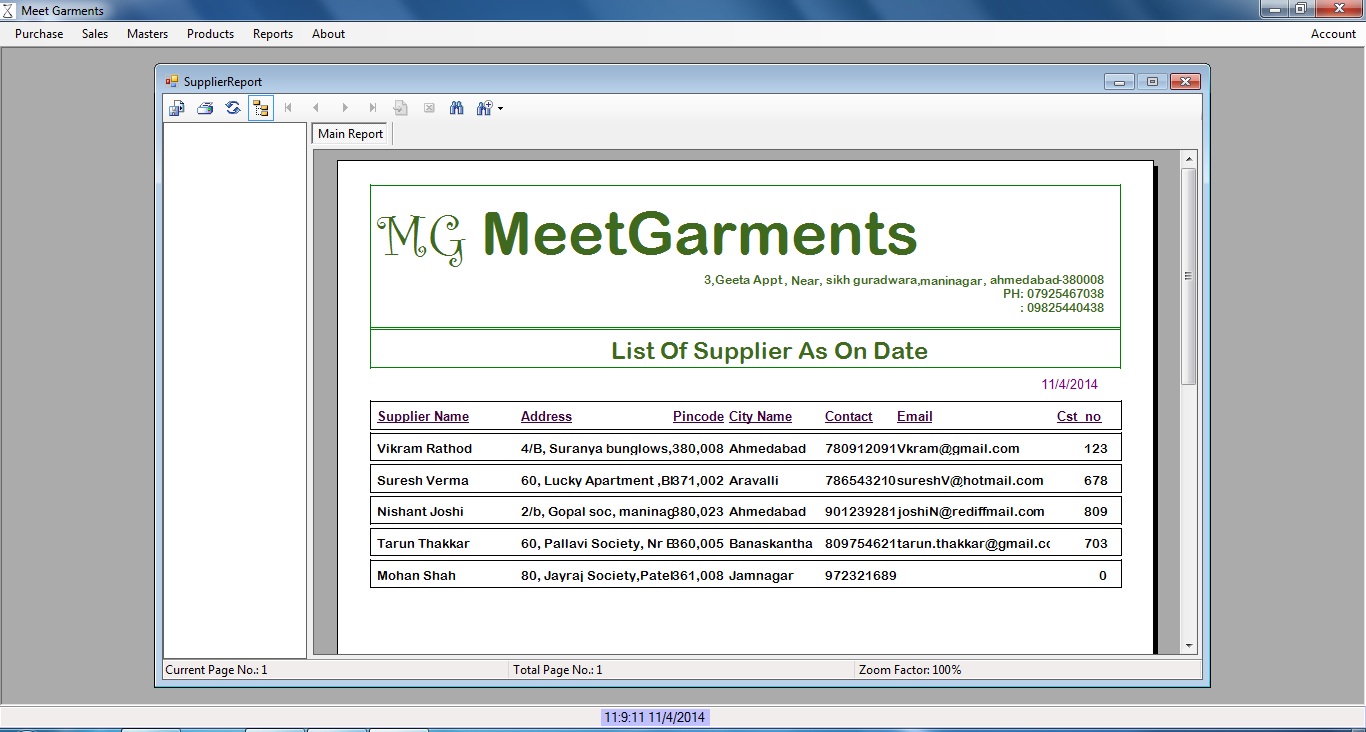 Meet Garments
Purchase Sales Masters Products Reports About Account
SupplierReport
Main Report
MG MeetGarments
3,Geeta Appt , Near, sikh guradwara,maninagar, ahmedabad-380008
PH: 07925467038
: 09825440438
List Of Supplier As On Date
11/4/2014
Supplier Name Address Pincode City Name Contact Email Cst_no
Vikram Rathod 4/B, Suranya bunglows, 380,008 Ahmedabad 780912091 Vkram@gmail.com 123
Suresh Verma 60, Lucky Apartment ,Bl 371,002 Aravalli 786543210 sureshV@hotmail.com 678
Nishant Joshi 2/b, Gopal soc, maninag 380,023 Ahmedabad 901239281 joshiN@rediffmail.com 809
Tarun Thakkar 60, Pallavi Society, Nr 360,005 Banaskantha 809754621 tarun.thakkar@gmail.cc 703
Mohan Shah 80, Jayraj Society,Patel 361,008 Jamnagar 972321689 0
Current Page No.: 1 Total Page No.: 1 Zoom Factor: 100%
11:9:11 11/4/2014